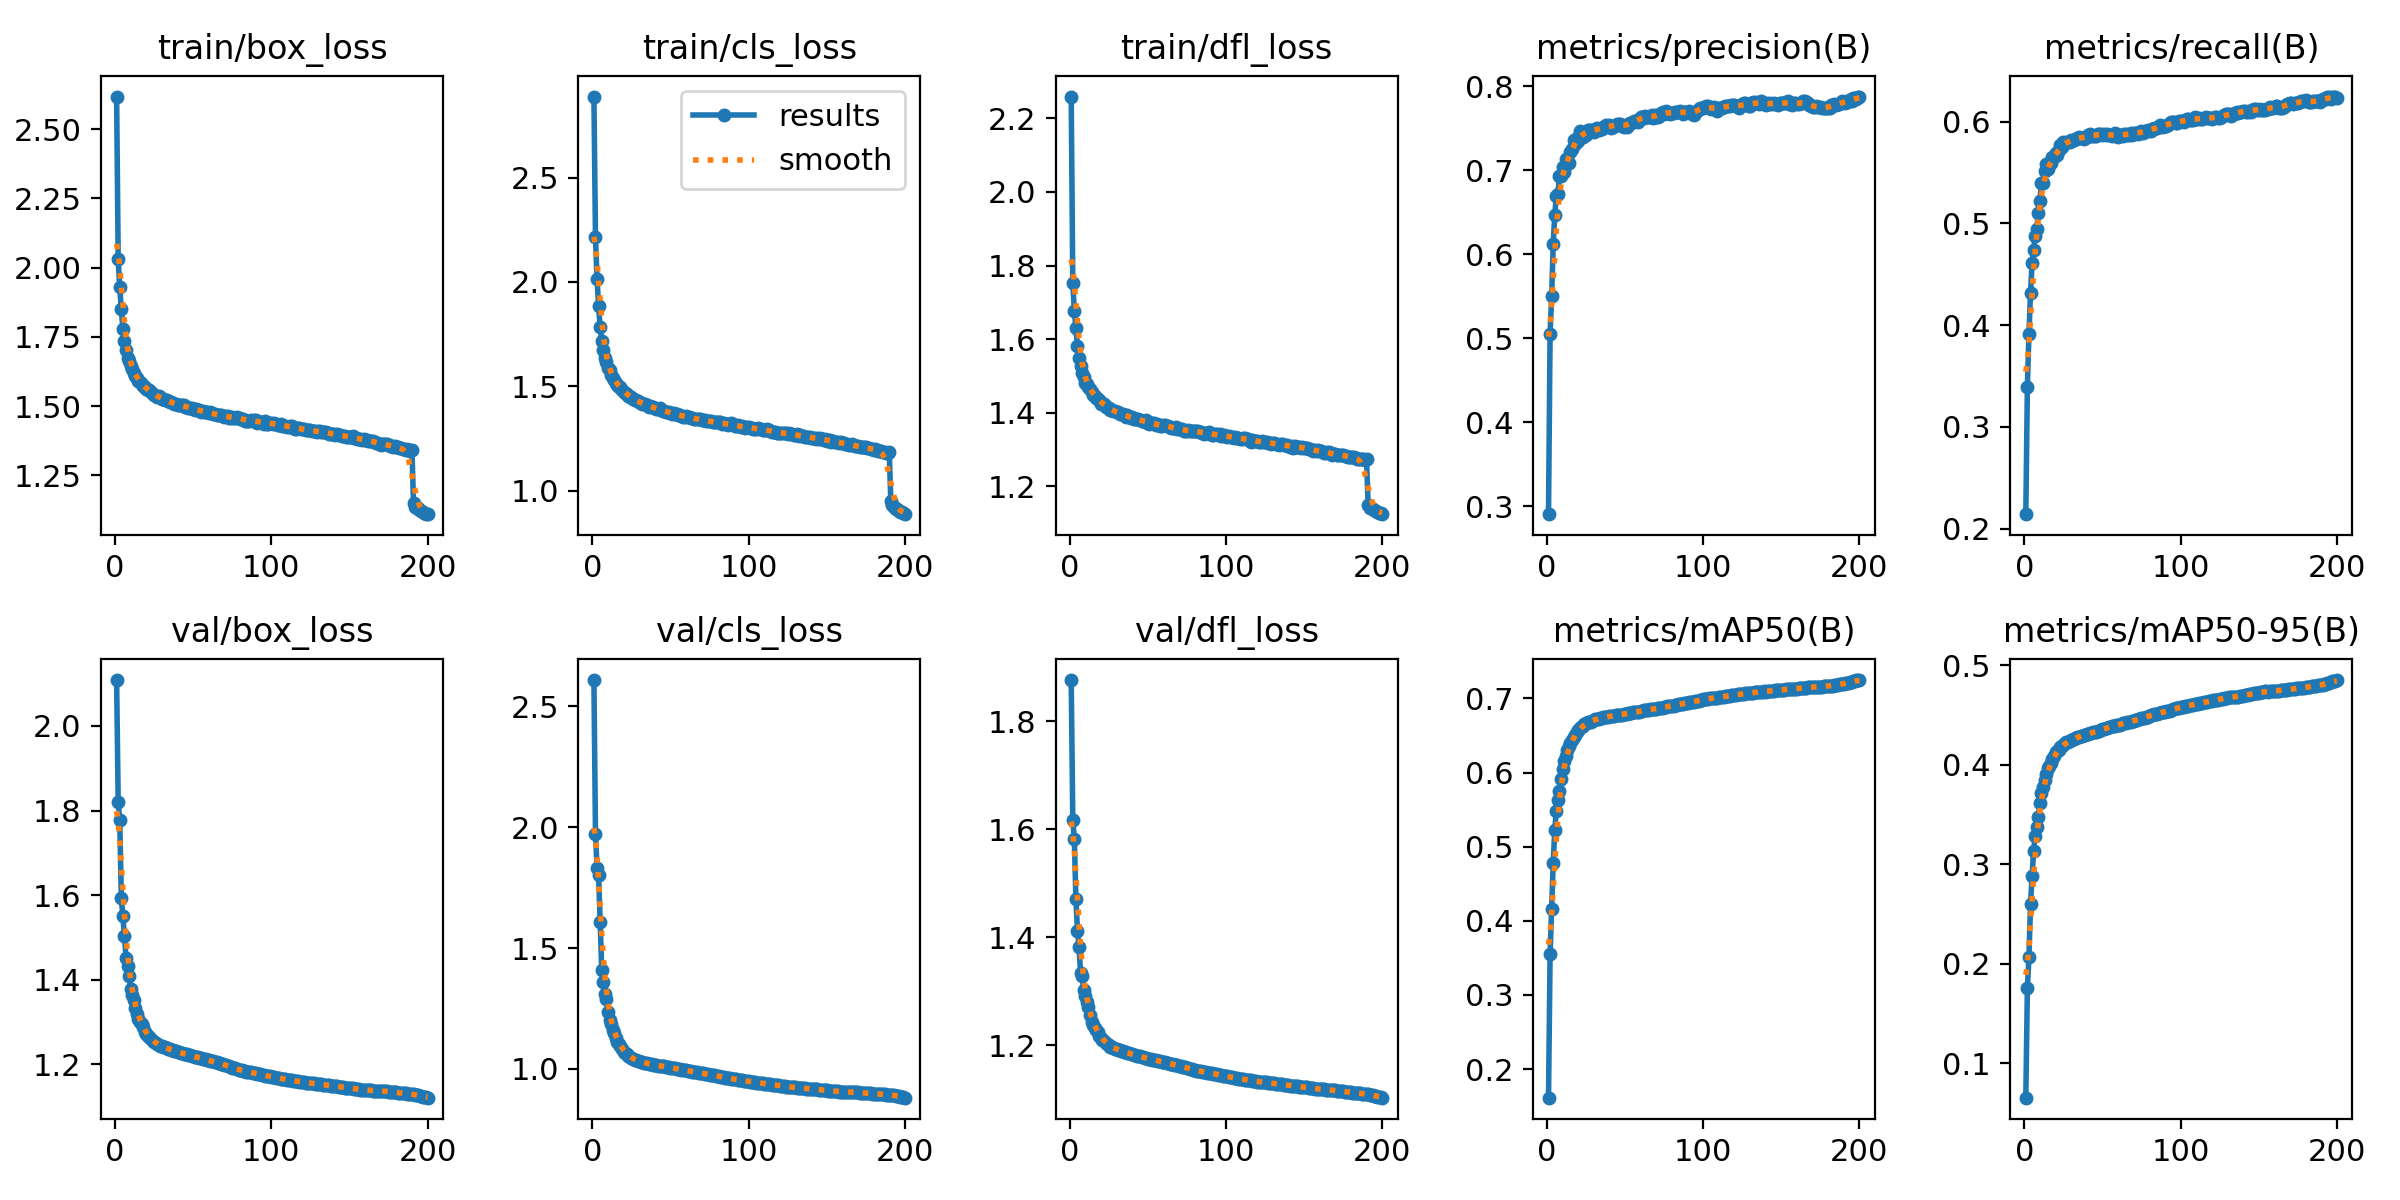 train/box_loss
2.50
2.25
2.00
1.75
1.50
1.25
0 100 200
train/cls_loss
results
smooth
2.5
2.0
1.5
1.0
0 100 200
train/dfl_loss
2.2
2.0
1.8
1.6
1.4
1.2
0 100 200
metrics/precision(B)
0.8
0.7
0.6
0.5
0.4
0.3
0 100 200
metrics/recall(B)
0.6
0.5
0.4
0.3
0.2
0 100 200
val/box_loss
2.0
1.8
1.6
1.4
1.2
0 100 200
val/cls_loss
2.5
2.0
1.5
1.0
0 100 200
val/dfl_loss
1.8
1.6
1.4
1.2
0 100 200
metrics/mAP50(B)
0.7
0.6
0.5
0.4
0.3
0.2
0 100 200
metrics/mAP50-95(B)
0.5
0.4
0.3
0.2
0.1
0 100 200